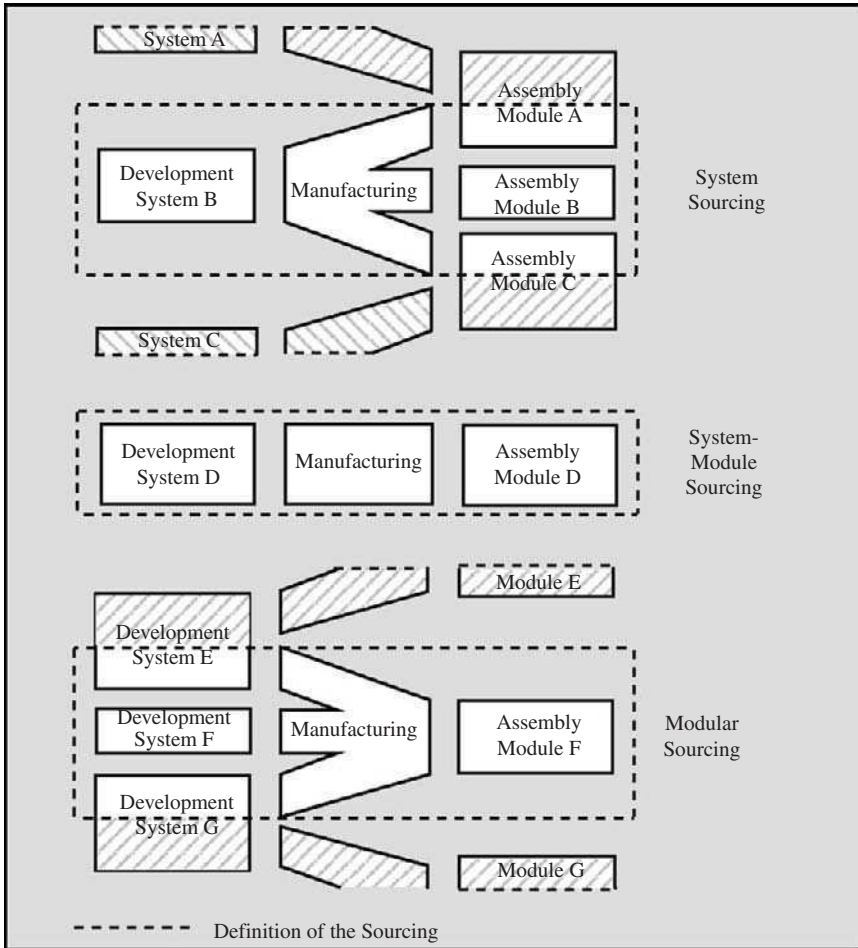 System A
Assembly
Module A
Development
System B
Manufacturing
Assembly
Module B
System
Sourcing
Assembly
Module C
System C
Development
System D
Manufacturing
Assembly
Module D
System-
Module
Sourcing
Module E
Development
System E
Development
System F
Manufacturing
Assembly
Module F
Modular
Sourcing
Development
System G
Module G
Definition of the Sourcing